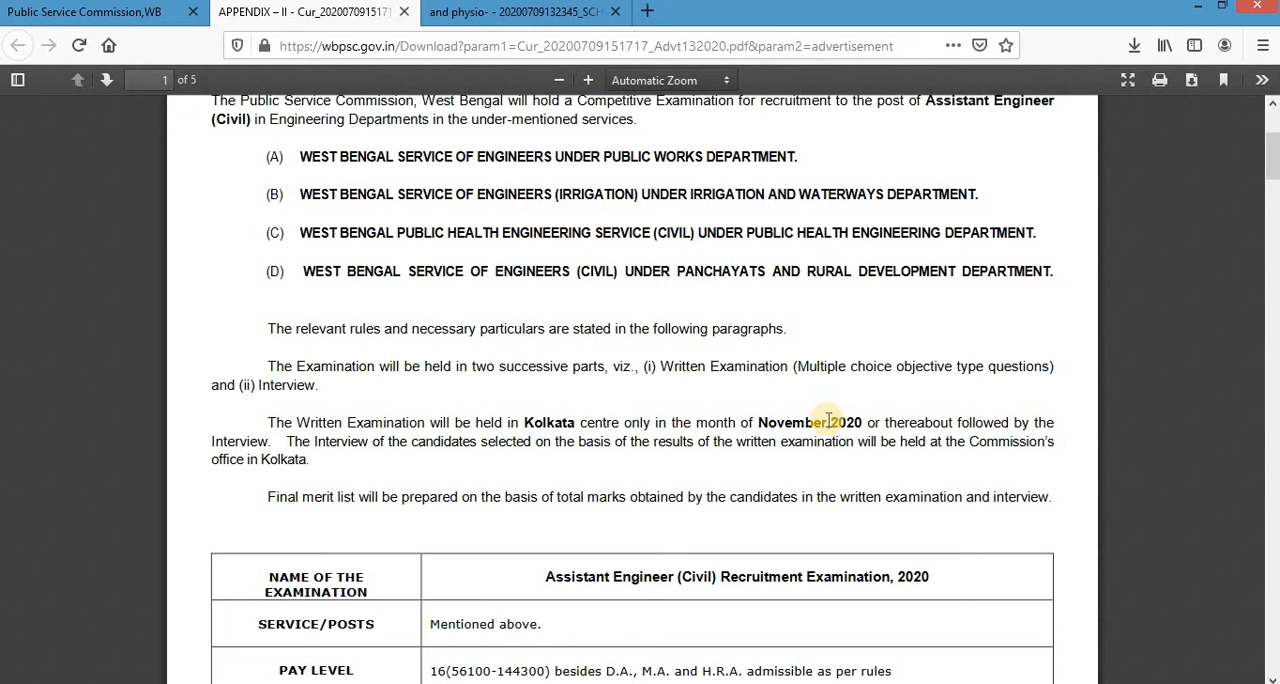 Public Service Commission,WB
APPENDIX – II - Cur_2020070915171
and physio- - 20200709132345_SCH
https://wbpsc.gov.in/Download?param1=Cur_20200709151717_Advt132020.pdf&param2=advertisement
1 of 5
Automatic Zoom
The Public Service Commission, West Bengal will hold a Competitive Examination for recruitment to the post of Assistant Engineer
(Civil) in Engineering Departments in the under-mentioned services.
(A) WEST BENGAL SERVICE OF ENGINEERS UNDER PUBLIC WORKS DEPARTMENT.
(B) WEST BENGAL SERVICE OF ENGINEERS (IRRIGATION) UNDER IRRIGATION AND WATERWAYS DEPARTMENT.
(C) WEST BENGAL PUBLIC HEALTH ENGINEERING SERVICE (CIVIL) UNDER PUBLIC HEALTH ENGINEERING DEPARTMENT.
(D) WEST BENGAL SERVICE OF ENGINEERS (CIVIL) UNDER PANCHAYATS AND RURAL DEVELOPMENT DEPARTMENT.
The relevant rules and necessary particulars are stated in the following paragraphs.
The Examination will be held in two successive parts, viz., (i) Written Examination (Multiple choice objective type questions)
and (ii) Interview.
The Written Examination will be held in Kolkata centre only in the month of November,2020 or thereabout followed by the
Interview. The Interview of the candidates selected on the basis of the results of the written examination will be held at the Commission's
office in Kolkata.
Final merit list will be prepared on the basis of total marks obtained by the candidates in the written examination and interview.
NAME OF THE
EXAMINATION
Assistant Engineer (Civil) Recruitment Examination, 2020
SERVICE/POSTS
Mentioned above.
PAY LEVEL
16(56100-144300) besides D.A., M.A. and H.R.A. admissible as per rules